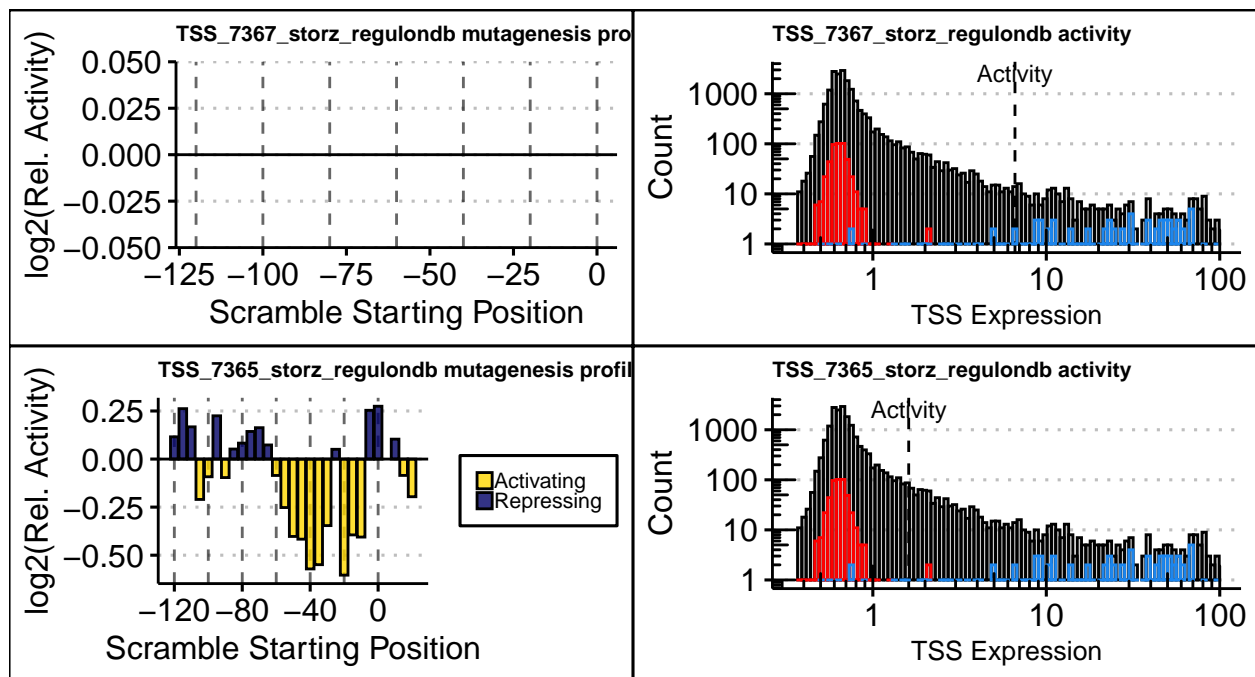 TSS_7367_storz_regulondb mutagenesis pro
log2(Rel. Activity)
0.050
0.025
0.000
−0.025
−0.050
−125 −100 −75 −50 −25 0
Scramble Starting Position
TSS_7367_storz_regulondb activity
Activity
Count
1000
100
10
1
1 10 100
TSS Expression
TSS_7365_storz_regulondb mutagenesis profil
log2(Rel. Activity)
0.25
0.00
−0.25
−0.50
−120 −80 −40 0
Scramble Starting Position
Activating
Repressing
TSS_7365_storz_regulondb activity
Activity
Count
1000
100
10
1
1 10 100
TSS Expression